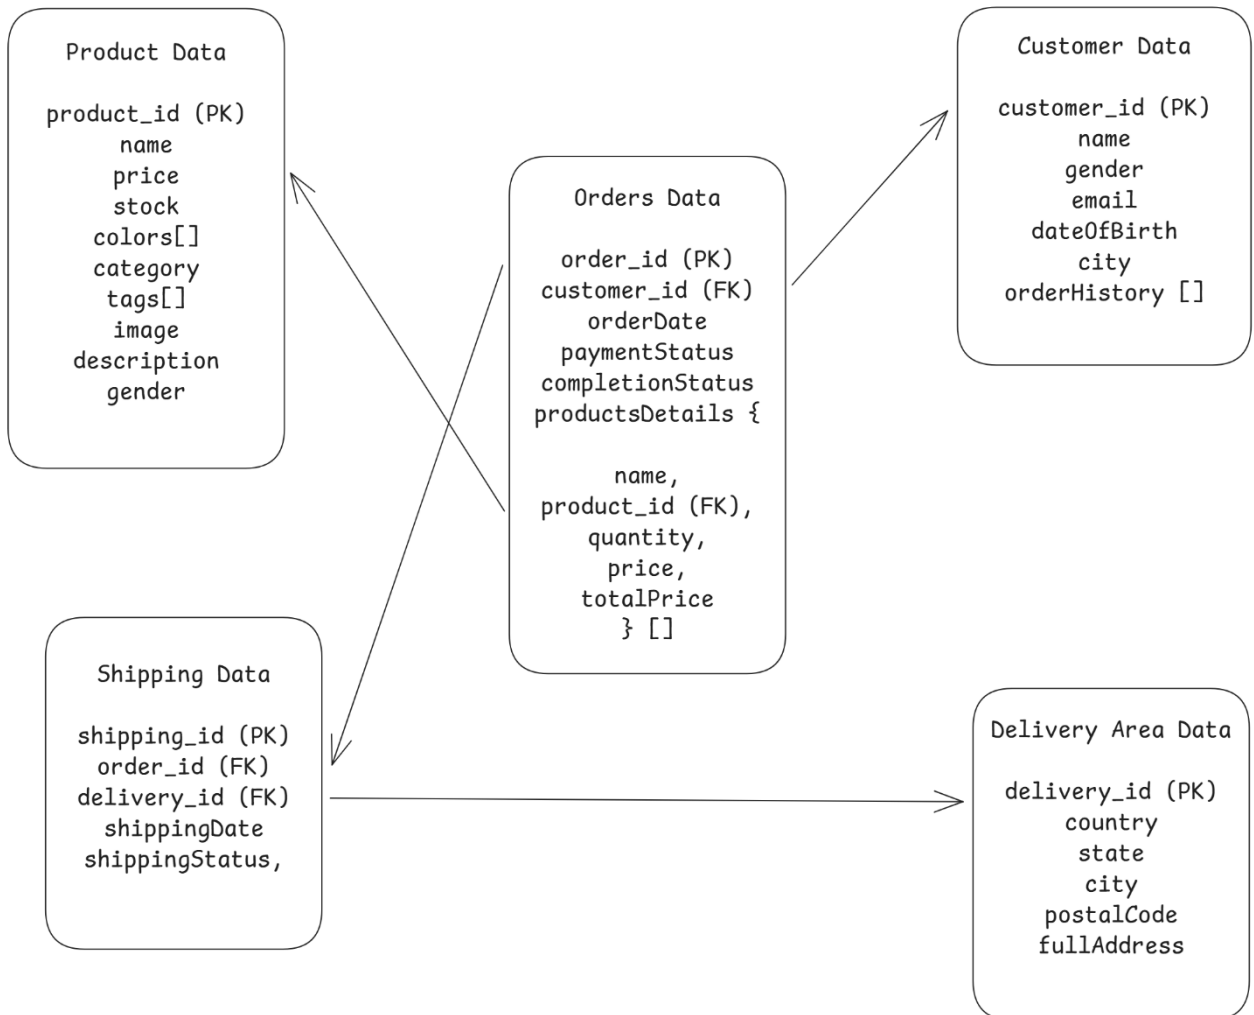 Product Data
product_id (PK)
name
price
stock
colors[]
category
tags[]
image
description
gender
Orders Data
order_id (PK)
customer_id (FK)
orderDate
paymentStatus
completionStatus
productsDetails {
name,
product_id (FK),
quantity,
price,
totalPrice
} []
Customer Data
customer_id (PK)
name
gender
email
dateOfBirth
city
orderHistory []
Shipping Data
shipping_id (PK)
order_id (FK)
delivery_id (FK)
shippingDate
shippingStatus,
Delivery Area Data
delivery_id (PK)
country
state
city
postalCode
fullAddress